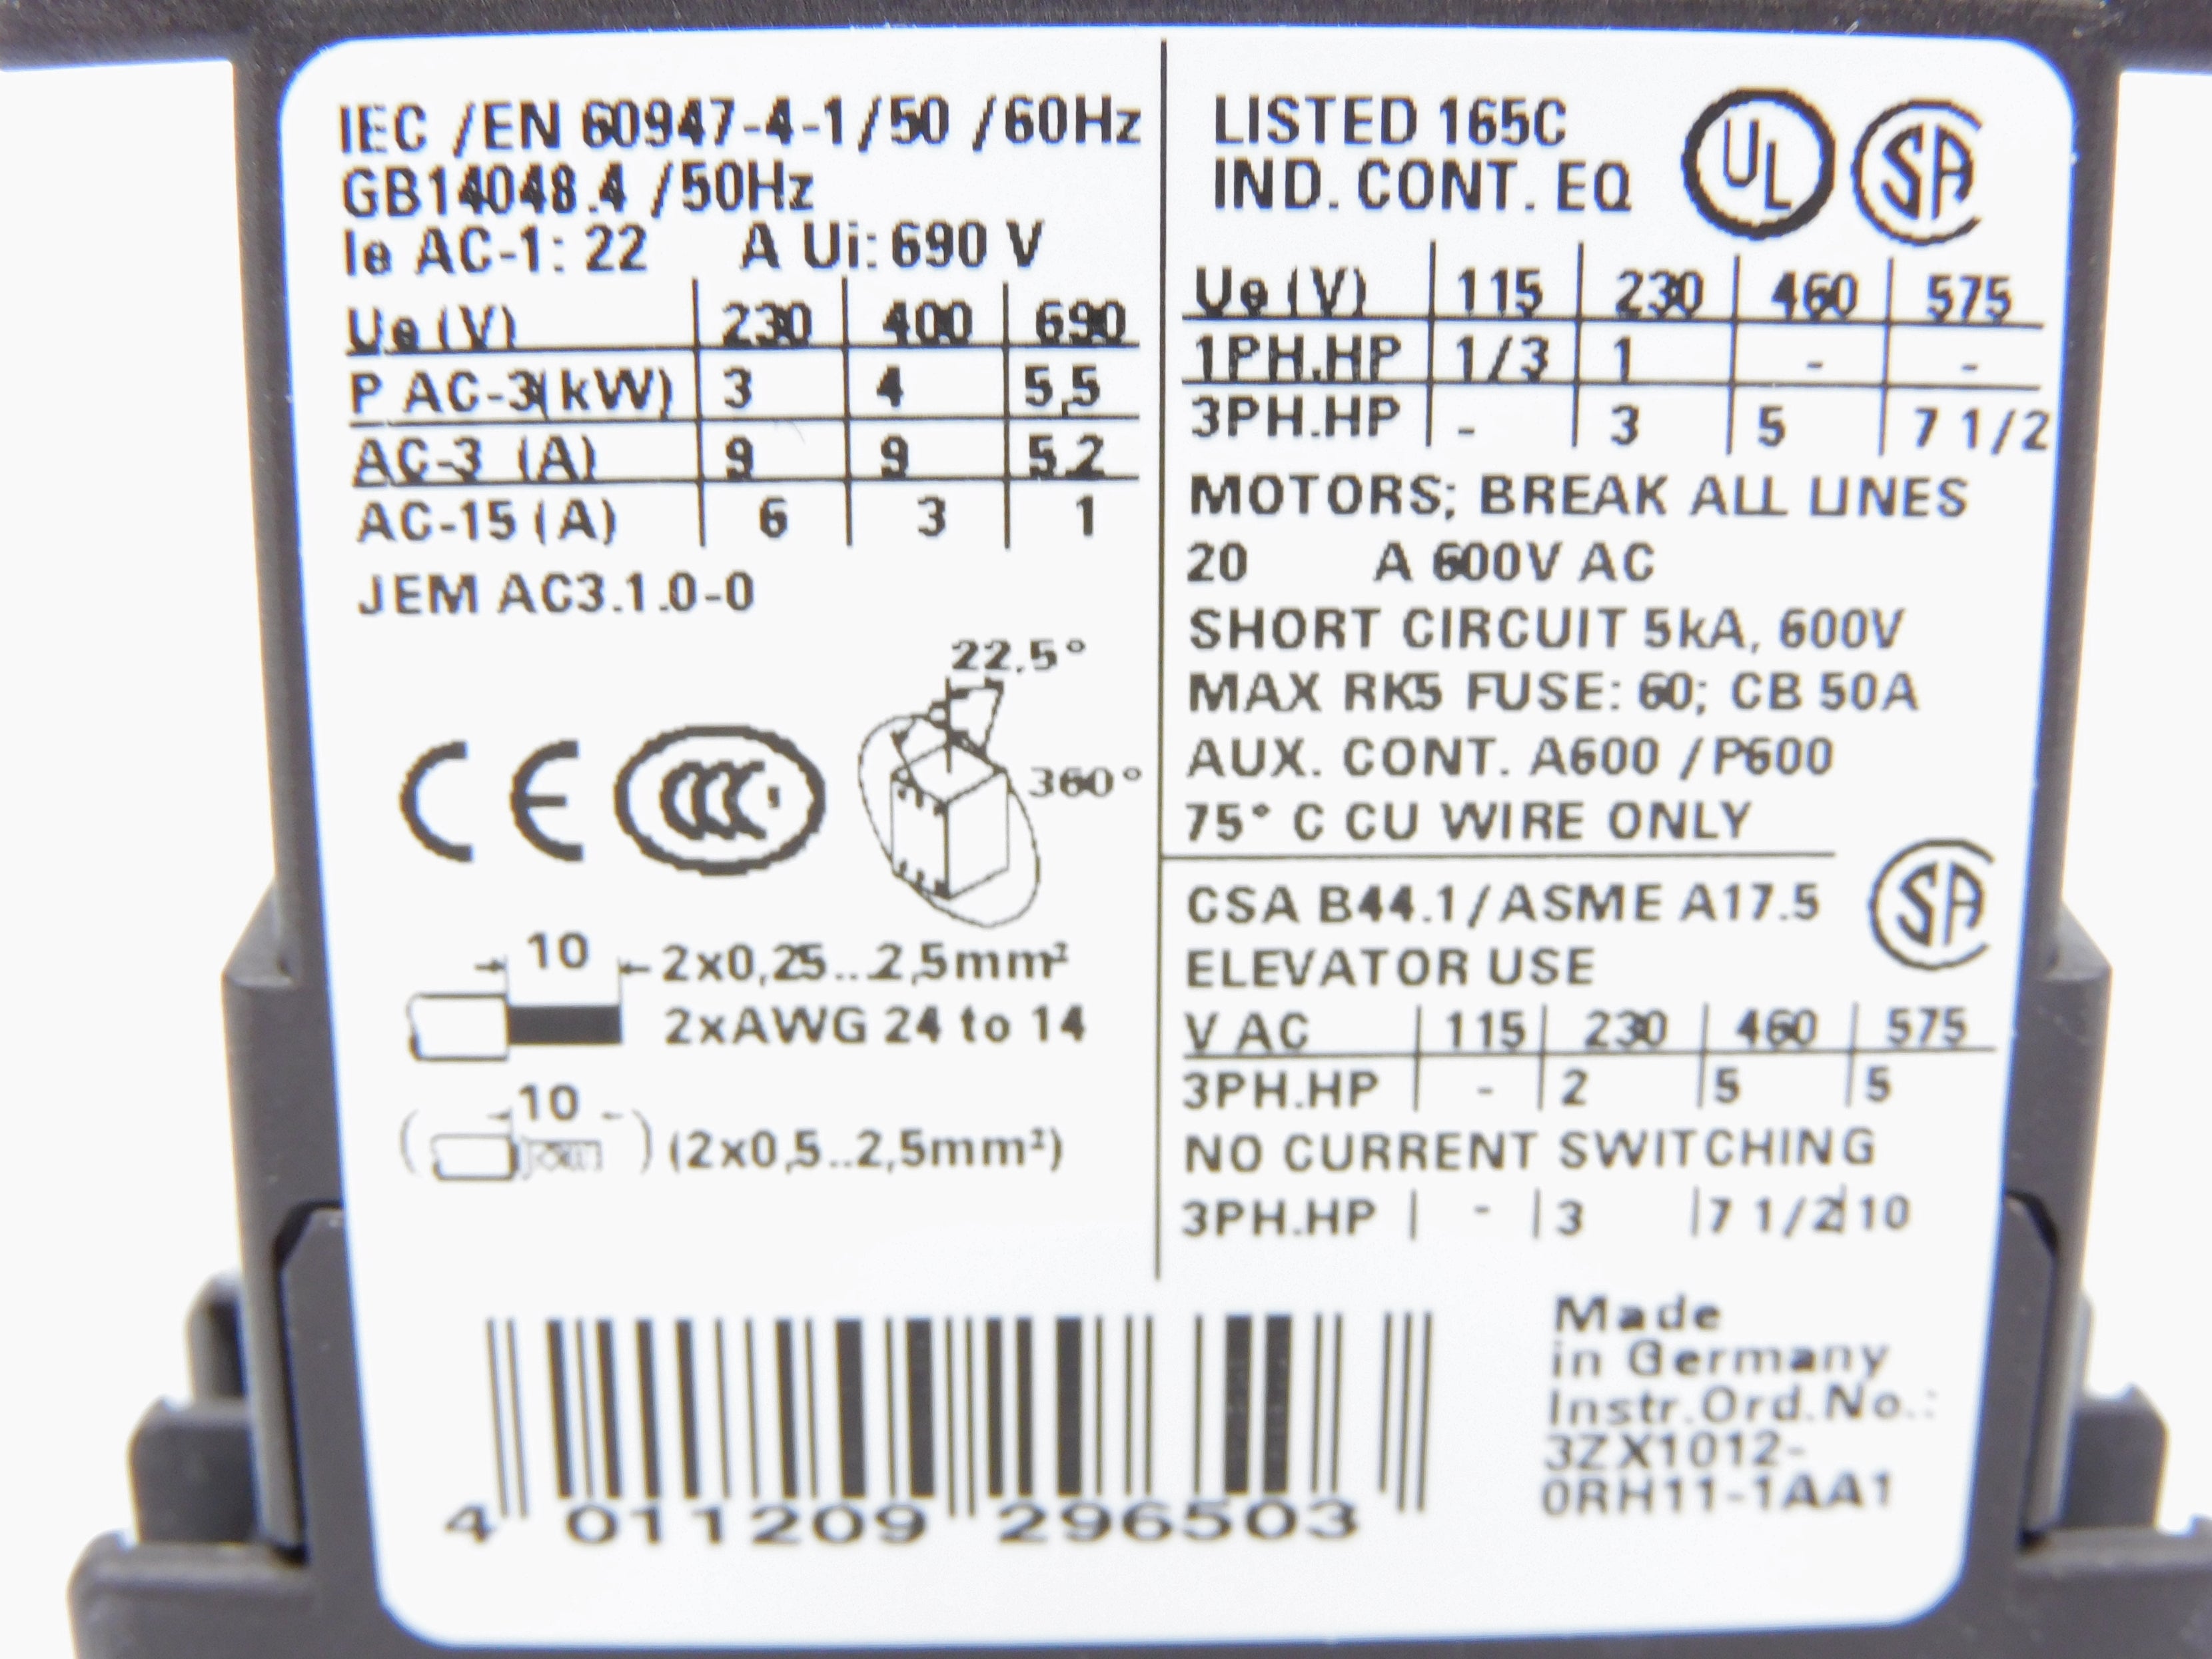 IEC /EN 60947-4-1/50 /60Hz
GB14048.4 /50Hz
Ie AC-1: 22 A Ui: 690 V
Ue (V) 230 400 690
P AC-3(kW) 3 4 5,5
AC-3 (A) 9 9 5.2
AC-15 (A) 6 3 1
JEM AC3.1.0-0
22,5°
360°
CE CCC
10 2x0,25...2,5mm²
2xAWG 24 to 14
10
(2x0,5..2,5mm²)
LISTED 165C UL SA
IND. CONT. EQ
Ue (V) 115 230 460 575
1PH.HP 1/3 1 - -
3PH.HP - 3 5 7 1/2
MOTORS; BREAK ALL LINES
20 A 600V AC
SHORT CIRCUIT 5kA, 600V
MAX RK5 FUSE: 60; CB 50A
AUX. CONT. A600 /P600
75° C CU WIRE ONLY
CSA B44.1/ASME A17.5 SA
ELEVATOR USE
V AC 115 230 460 575
3PH.HP - 2 5 5
NO CURRENT SWITCHING
3PH.HP - 3 7 1/2 10
4 011209 296503
Made
in Germany
Instr.Ord.No.:
3ZX1012-
0RH11-1AA1